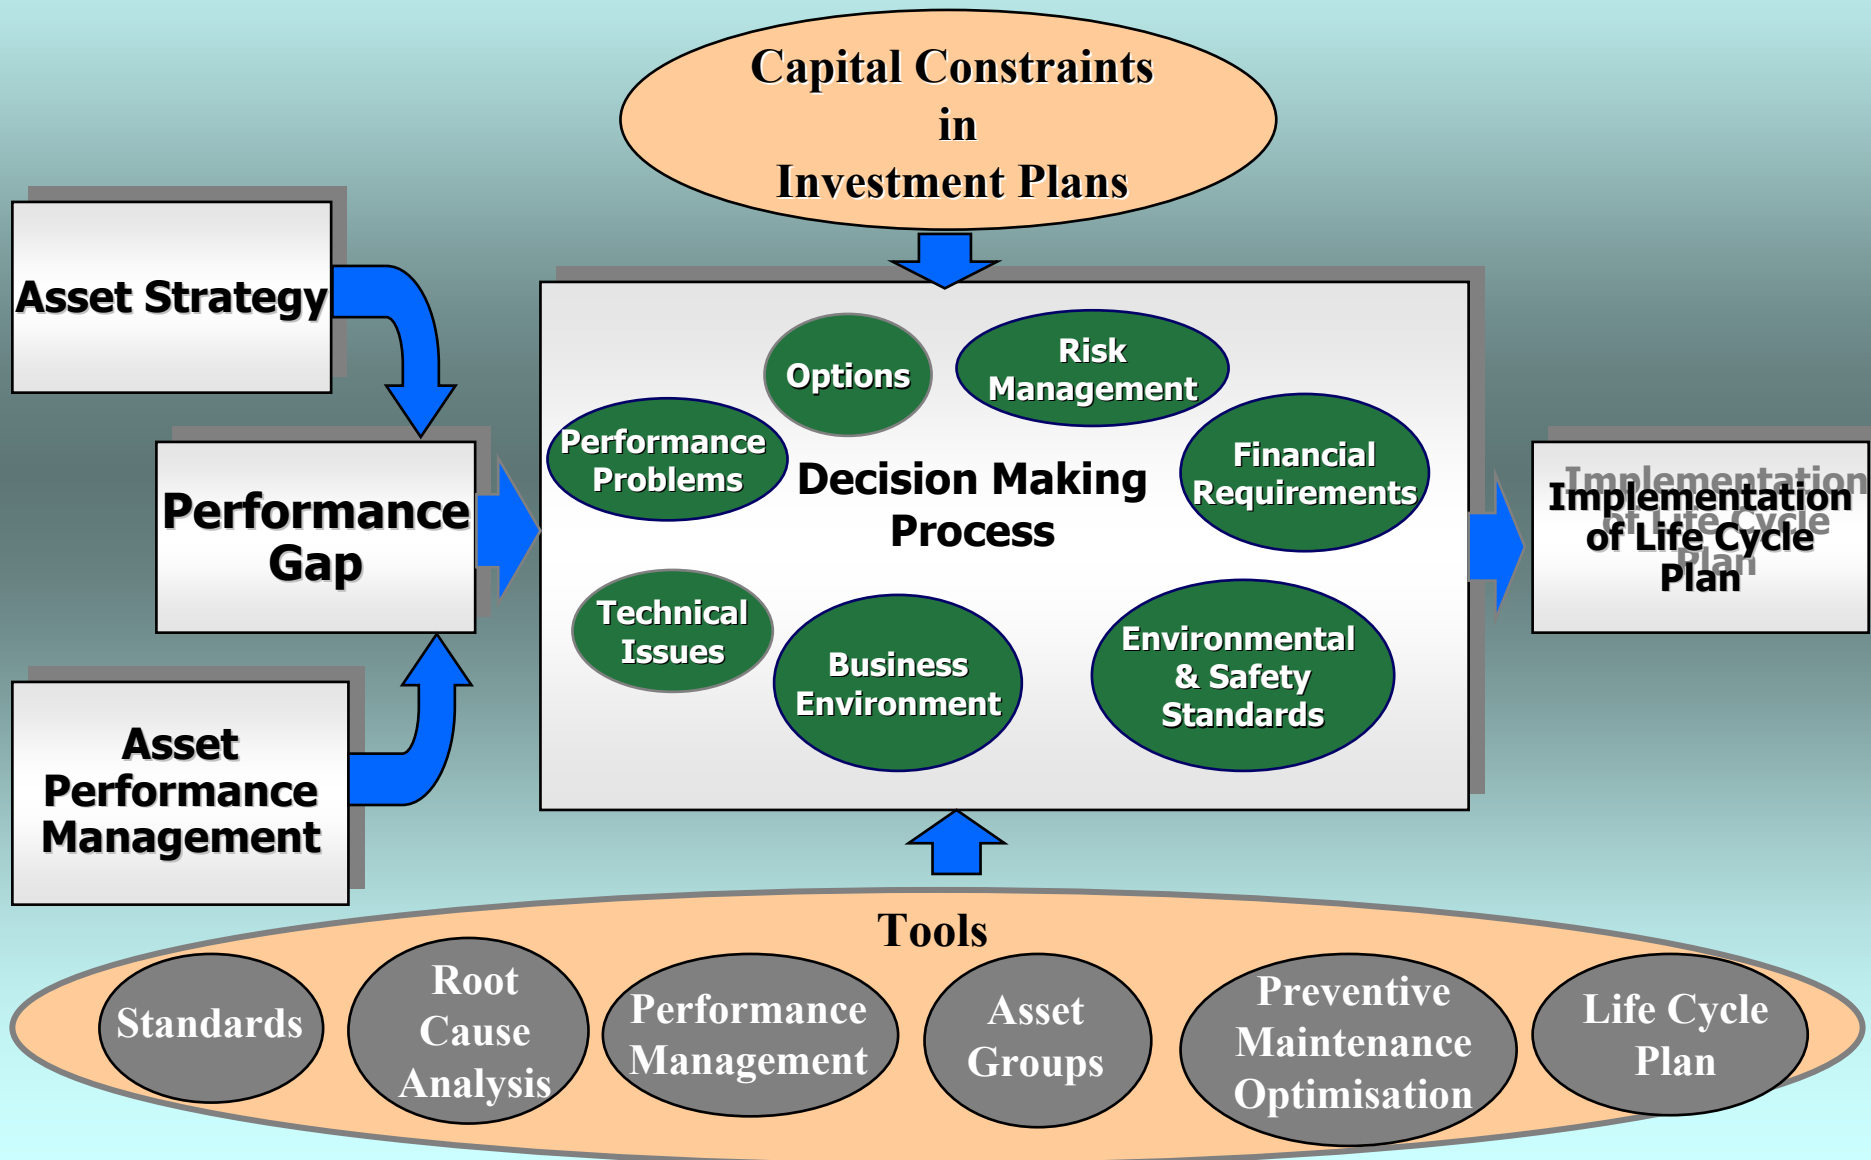 Capital Constraints
in
Investment Plans
Asset Strategy
Performance
Gap
Asset
Performance
Management
Options
Risk
Management
Performance
Problems
Decision Making
Process
Financial
Requirements
Technical
Issues
Business
Environment
Environmental
& Safety
Standards
Implementation
of Life Cycle
Plan
Tools
Standards
Root
Cause
Analysis
Performance
Management
Asset
Groups
Preventive
Maintenance
Optimisation
Life Cycle
Plan